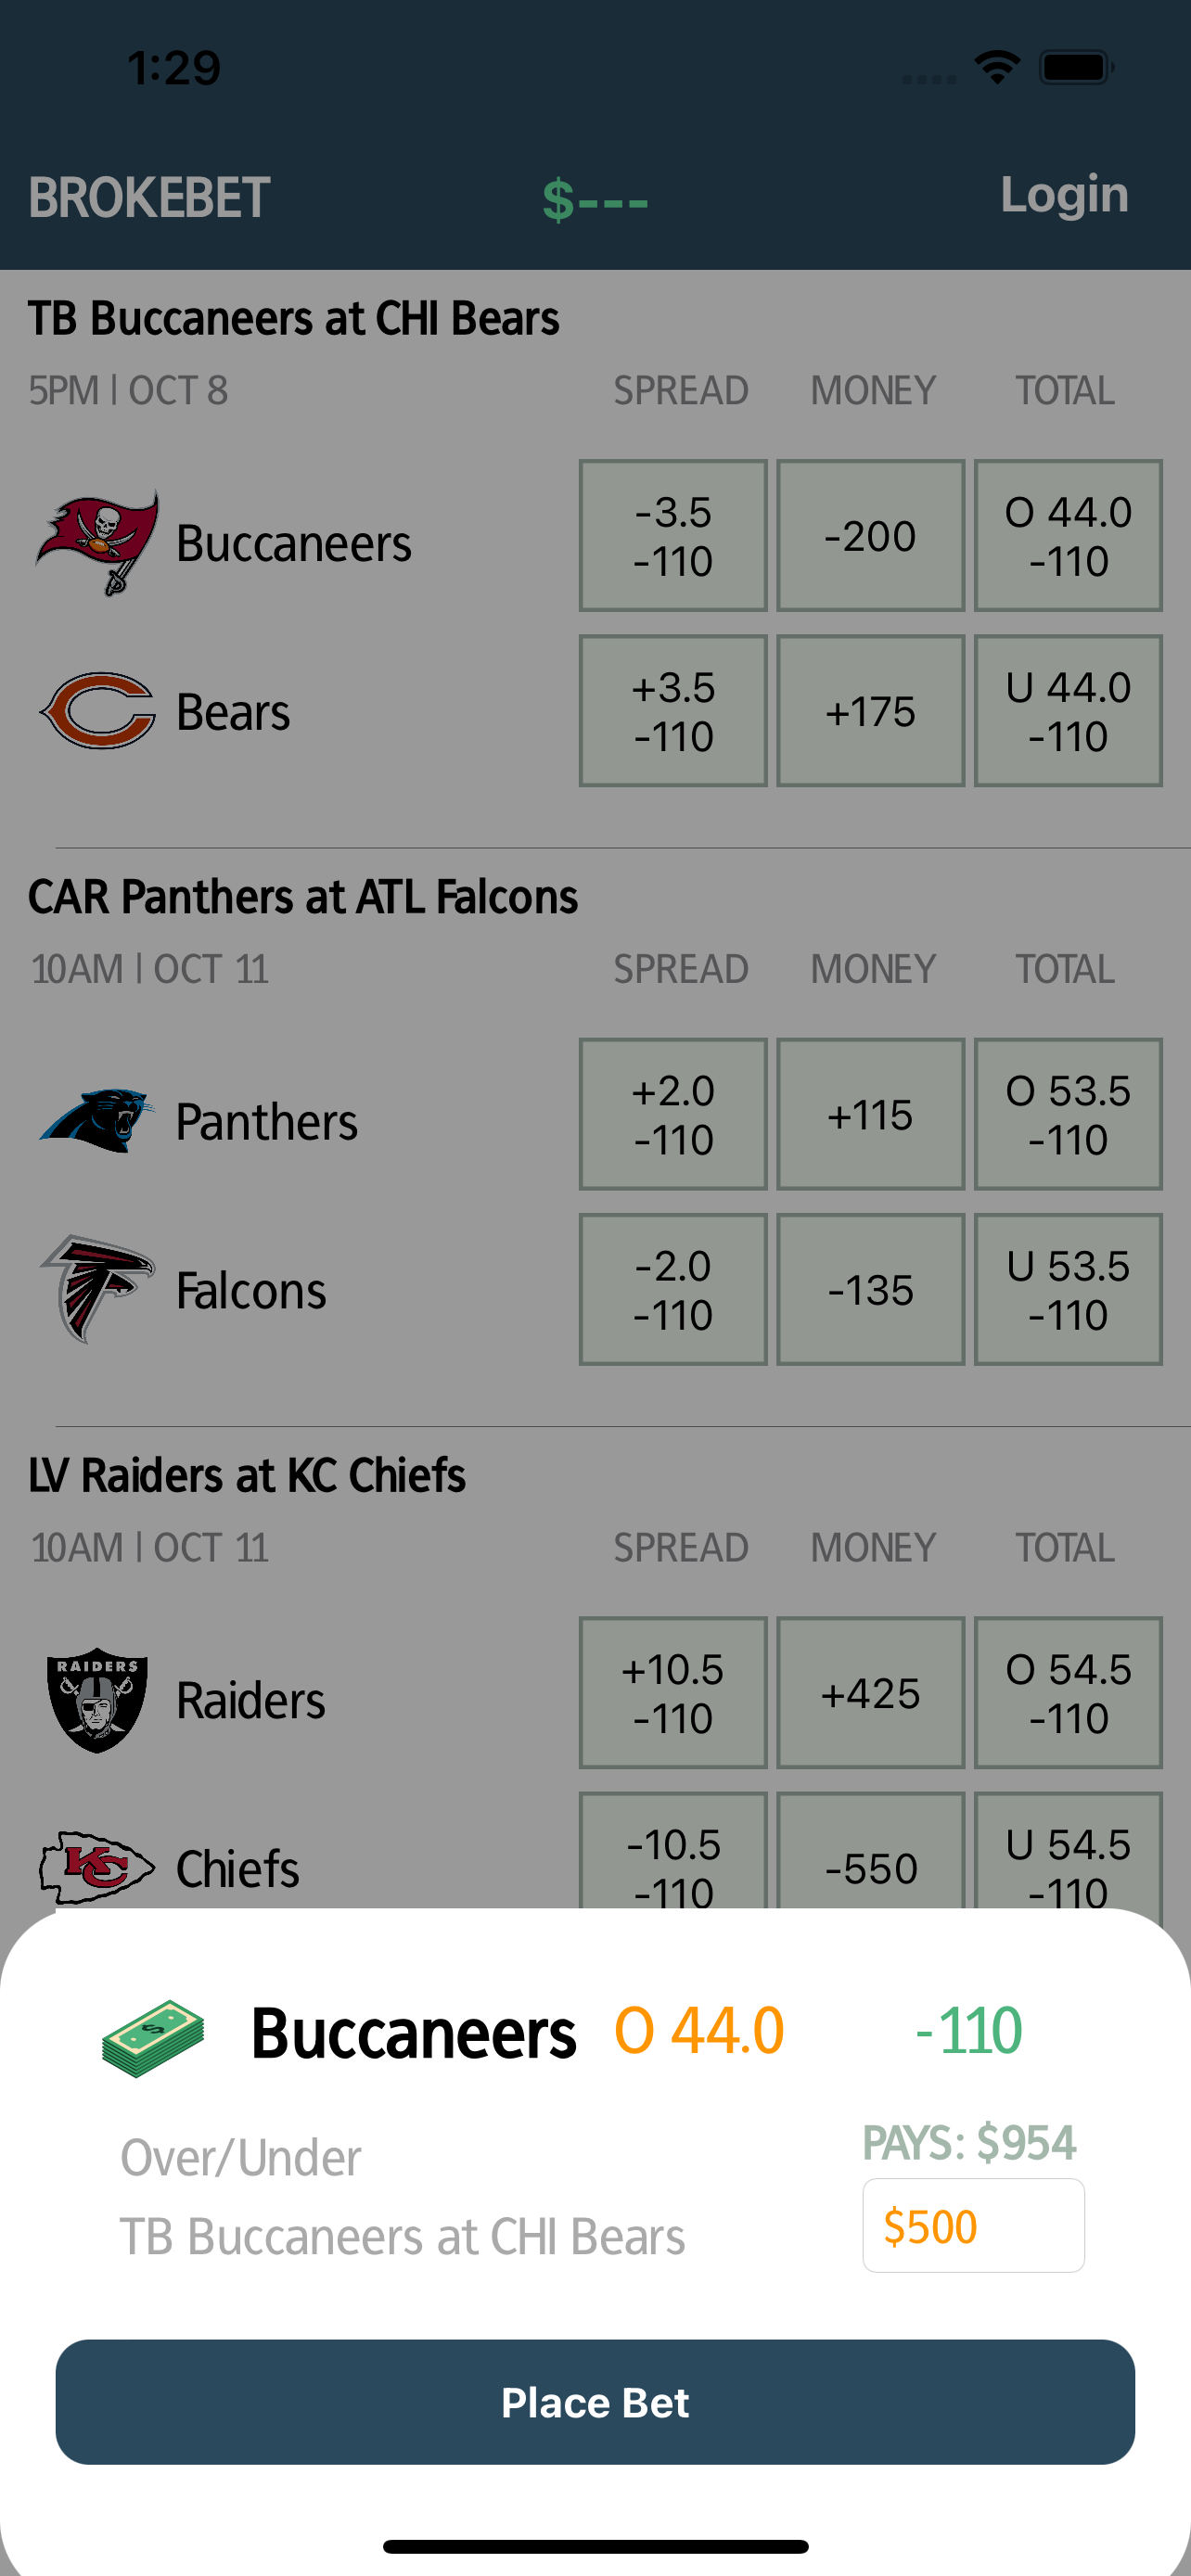 1:29
BROKEBET $--- Login
TB Buccaneers at CHI Bears
5PM | OCT 8 SPREAD MONEY TOTAL
Buccaneers
-3.5
-110
-200
O 44.0
-110
Bears
+3.5
-110
+175
U 44.0
-110
CAR Panthers at ATL Falcons
10AM | OCT 11 SPREAD MONEY TOTAL
Panthers
+2.0
-110
+115
O 53.5
-110
Falcons
-2.0
-110
-135
U 53.5
-110
LV Raiders at KC Chiefs
10AM | OCT 11 SPREAD MONEY TOTAL
RAIDERS
Raiders
+10.5
-110
+425
O 54.5
-110
KC
Chiefs
-10.5
-110
-550
U 54.5
-110
$
Buccaneers O 44.0 -110
Over/Under
PAYS: $954
TB Buccaneers at CHI Bears
$500
Place Bet